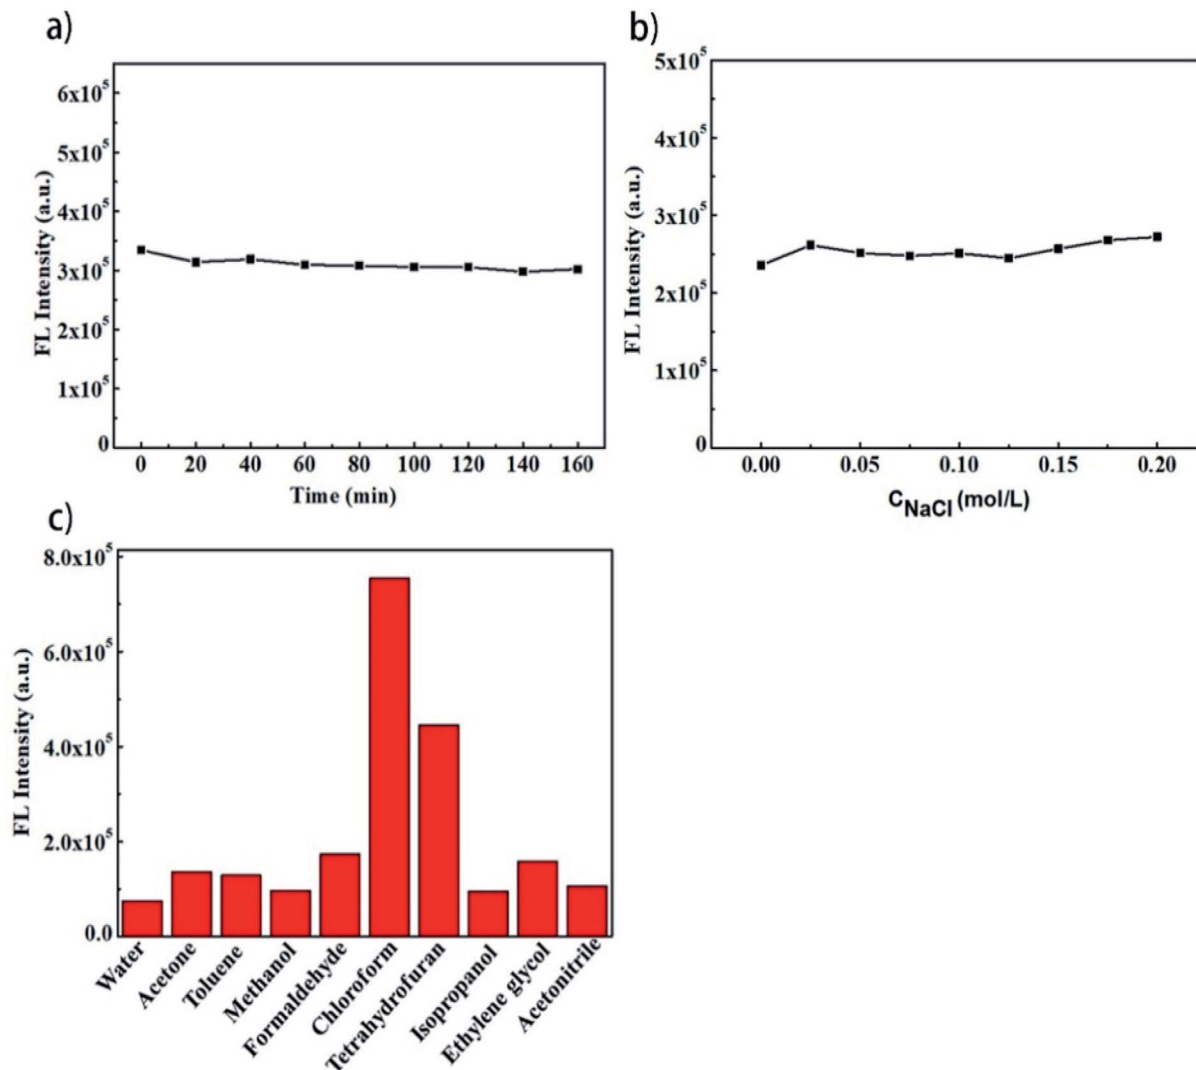 a)
6x10⁵
5x10⁵
4x10⁵
3x10⁵
2x10⁵
1x10⁵
0
FL Intensity (a.u.)
0 20 40 60 80 100 120 140 160
Time (min)
b)
5x10⁵
4x10⁵
3x10⁵
2x10⁵
1x10⁵
0
FL Intensity (a.u.)
0.00 0.05 0.10 0.15 0.20
C_NaCl (mol/L)
c)
8.0x10⁵
6.0x10⁵
4.0x10⁵
2.0x10⁵
0.0
FL Intensity (a.u.)
Water
Acetone
Toluene
Methanol
Formaldehyde
Chloroform
Tetrahydrofuran
Isopropanol
Ethylene glycol
Acetonitrile